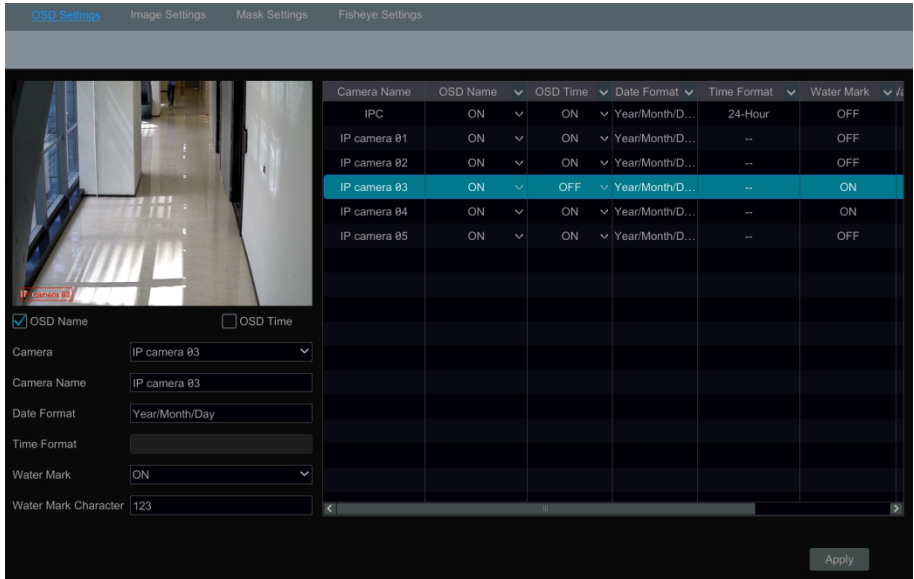 OSD Settings Image Settings Mask Settings Fisheye Settings
Camera Name OSD Name OSD Time Date Format Time Format Water Mark
IPC ON ON Year/Month/D... 24-Hour OFF
IP camera 01 ON ON Year/Month/D... -- OFF
IP camera 02 ON ON Year/Month/D... -- OFF
IP camera 03 ON OFF Year/Month/D... -- ON
IP camera 04 ON ON Year/Month/D... -- ON
IP camera 05 ON ON Year/Month/D... -- OFF
IP camera 03
OSD Name OSD Time
Camera IP camera 03
Camera Name IP camera 03
Date Format Year/Month/Day
Time Format
Water Mark ON
Water Mark Character 123
Apply